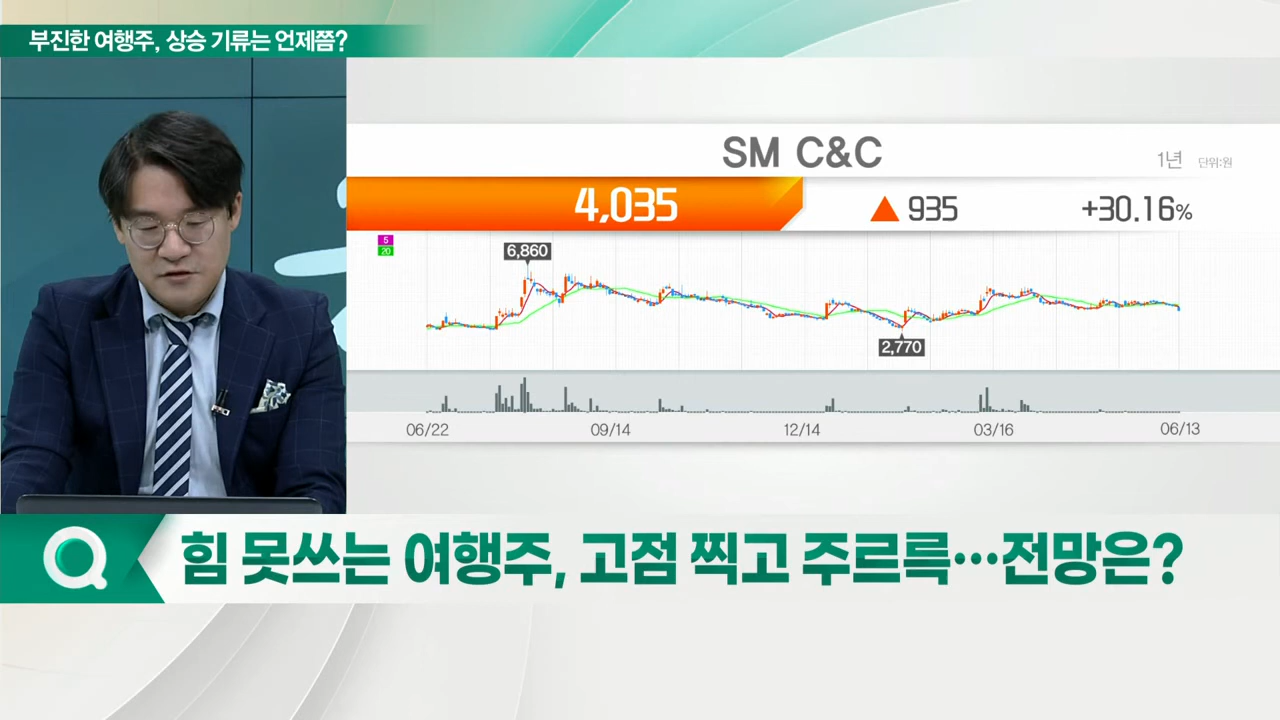 부진한 여행주, 상승 기류는 언제쯤?
SM C&C
1년 단위:원
4,035 ▲ 935 +30.16%
5
20
6,860
2,770
06/22 09/14 12/14 03/16 06/13
힘 못쓰는 여행주, 고점 찍고 주르륵…전망은?